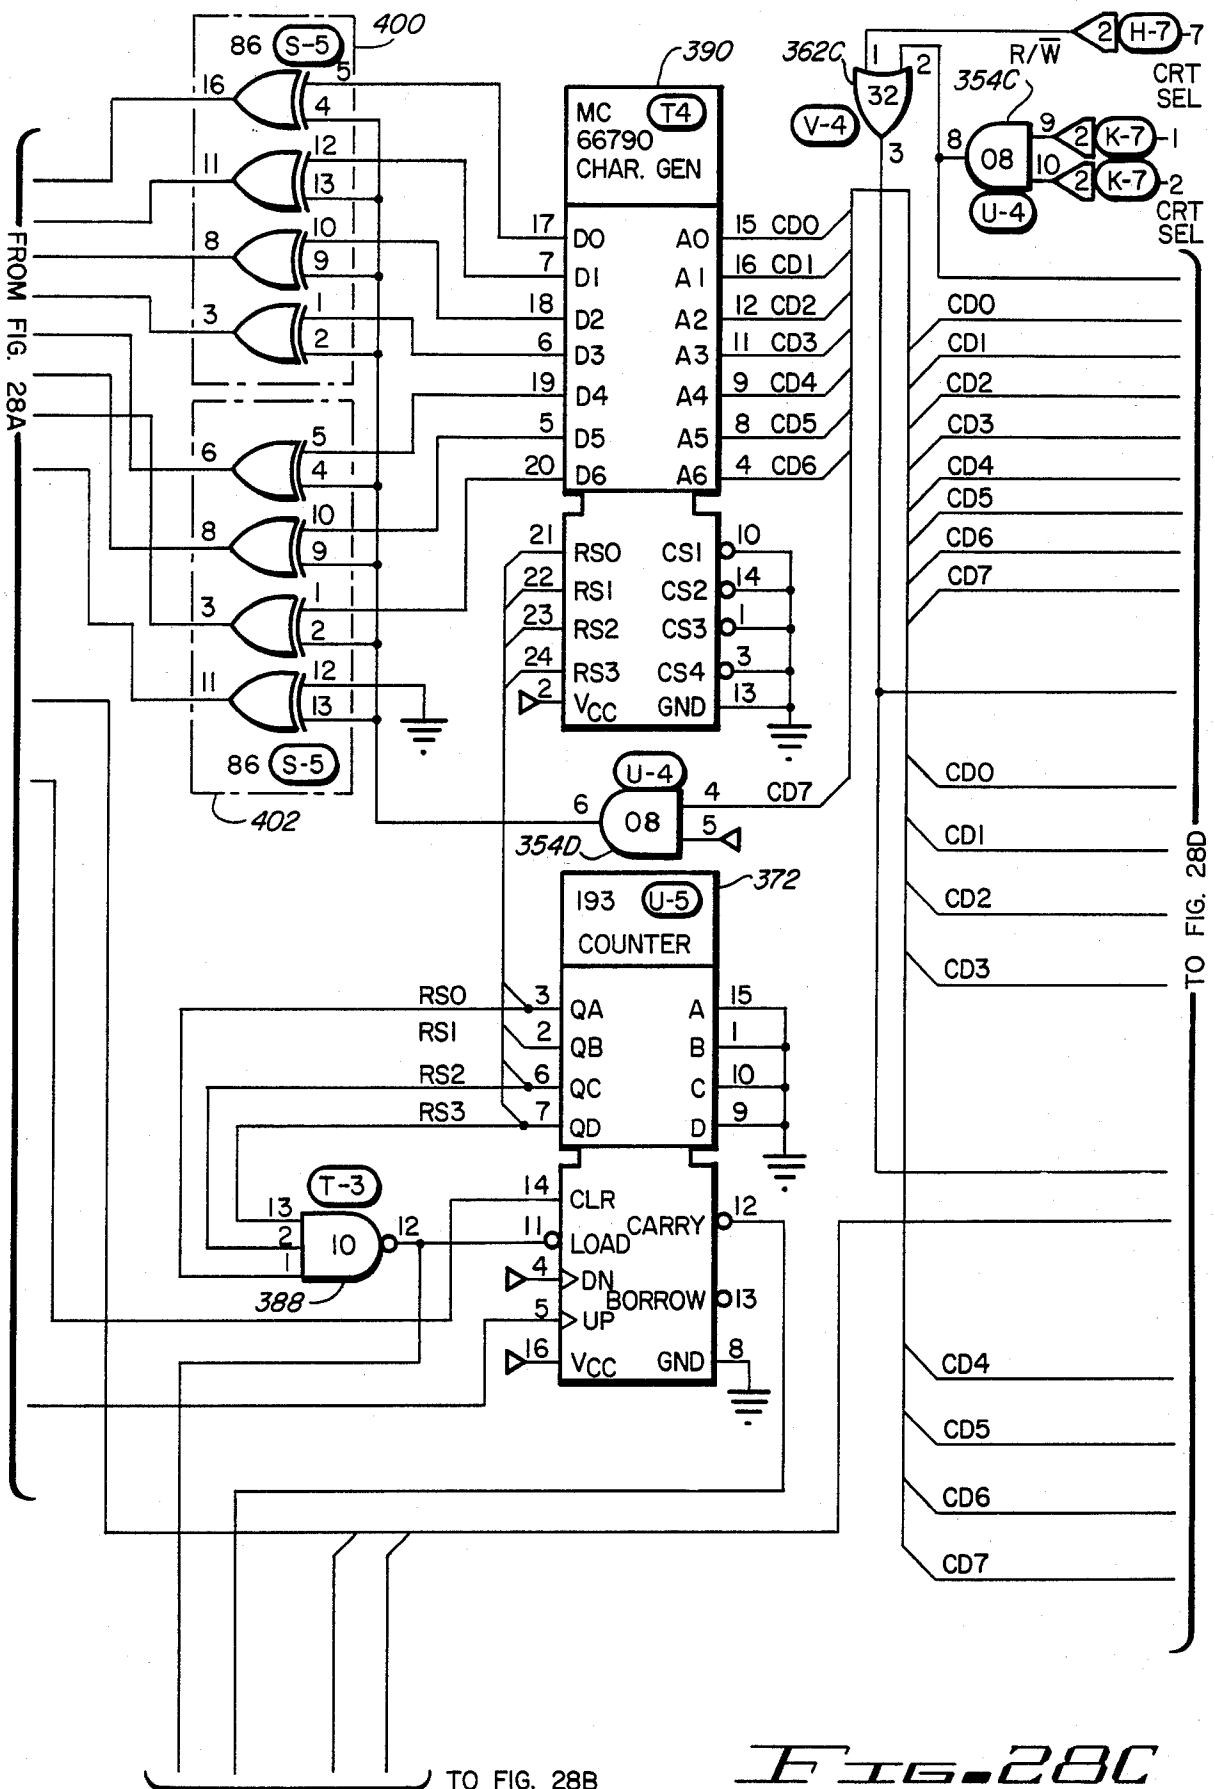 400
86 S-5
16
5
4
11
12
13
8
10
9
3
1
2
6
5
4
8
10
9
3
1
2
11
12
13
86 S-5
402
FROM FIG. 28A
390
MC T4
66790
CHAR. GEN
17 D0 A0 15 CD0
7 D1 A1 16 CD1
18 D2 A2 12 CD2
6 D3 A3 11 CD3
19 D4 A4 9 CD4
5 D5 A5 8 CD5
20 D6 A6 4 CD6
21 RS0 CS1 10
22 RS1 CS2 14
23 RS2 CS3 1
24 RS3 CS4 3
2 VCC GND 13
362C
1
2
32
V-4
3
R/W̅
2 H-7 -7
CRT
SEL
354C
8
08
9 2 K-7 -1
10 2 K-7 -2
U-4
CRT
SEL
CD0
CD1
CD2
CD3
CD4
CD5
CD6
CD7
U-4
6
08
4 CD7
5
354D
372
193 U-5
COUNTER
RS0 3 QA A 15
RS1 2 QB B 1
RS2 6 QC C 10
RS3 7 QD D 9
T-3
13
2
1
10
12
388
14 CLR
11 LOAD
CARRY 12
4 DN
BORROW 13
5 UP
16 VCC GND 8
CD0
CD1
CD2
CD3
CD4
CD5
CD6
CD7
TO FIG. 28D
TO FIG. 28B
FIG. 28C